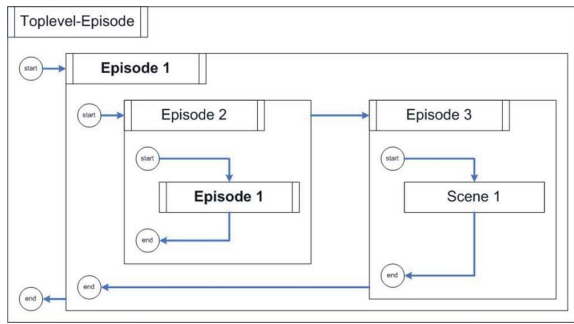 Toplevel-Episode
start
Episode 1
start
Episode 2
Episode 3
start
start
Episode 1
Scene 1
end
end
end
end